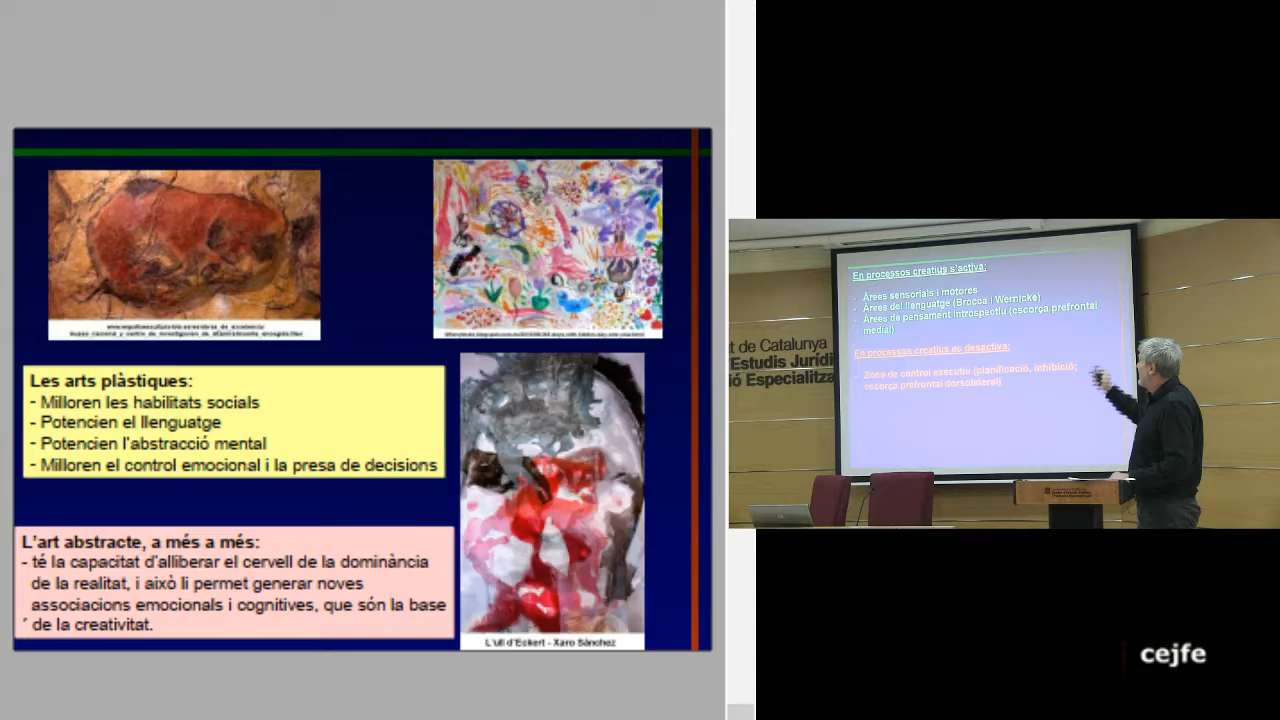 Les arts plàstiques:
- Milloren les habilitats socials
- Potencien el llenguatge
- Potencien l'abstracció mental
- Milloren el control emocional i la presa de decisions
L'art abstracte, a més a més:
- té la capacitat d'alliberar el cervell de la dominància
de la realitat, i això li permet generar noves
associacions emocionals i cognitives, que són la base
de la creativitat.
L'ull d'Eckert - Xaro Sánchez
En processos creatius s'activa:
- Àrees sensorials i motores
- Àrees del llenguatge (Brocca i Wernicke)
- Àrees de pensament introspectiu (escorça prefrontal
medial)
En processos creatius es desactiva:
- Zona de control executiu (planificació, inhibició;
escorça prefrontal dorsolateral)
t de Catalunya
'Estudis Jurídi
ió Especialitza
cejfe